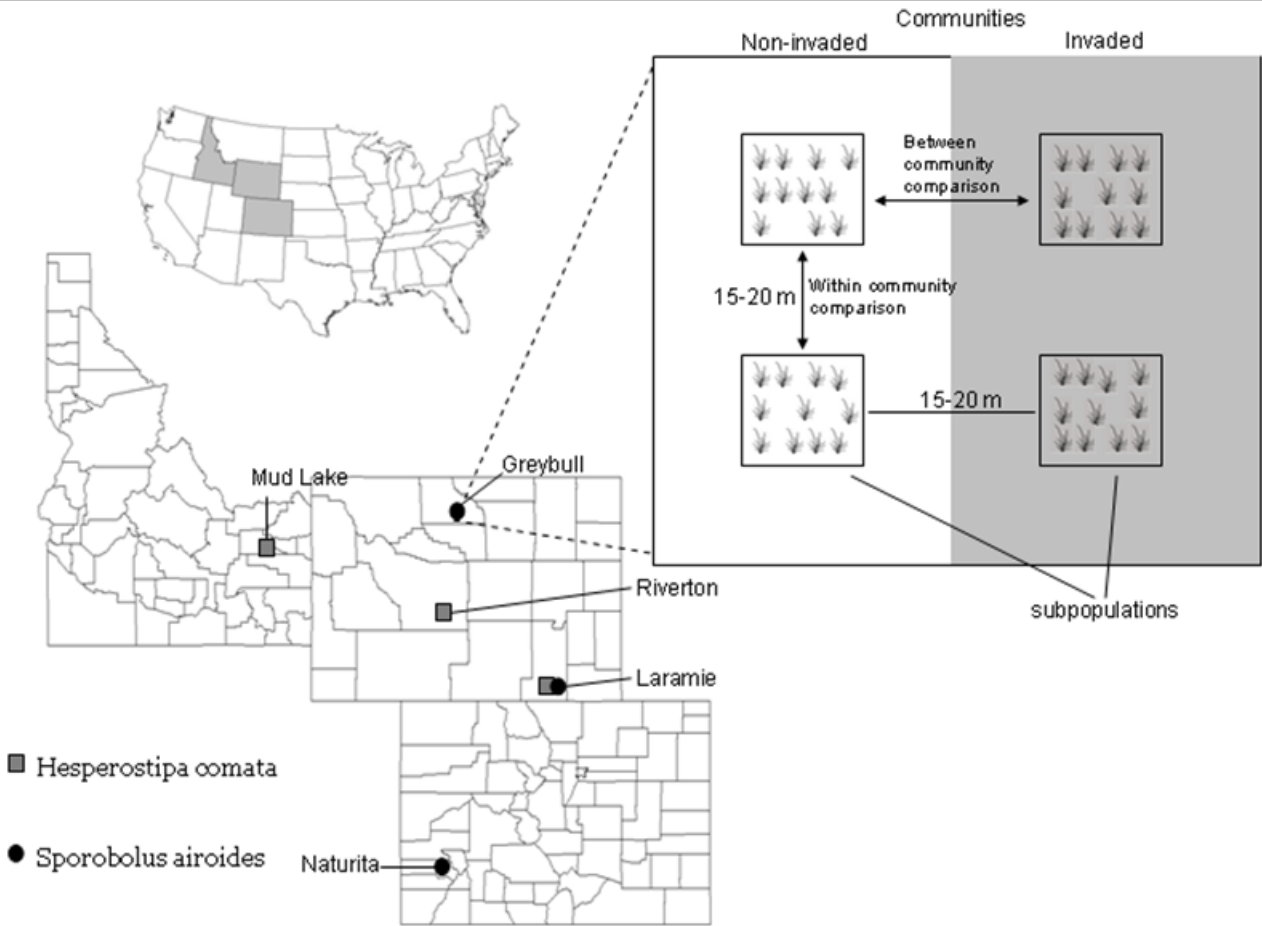 Communities
Non-invaded
Invaded
Between
community
comparison
15-20 m
Within community
comparison
15-20 m
subpopulations
Mud Lake
Greybull
Riverton
Laramie
Naturita
Hesperostipa comata
Sporobolus airoides